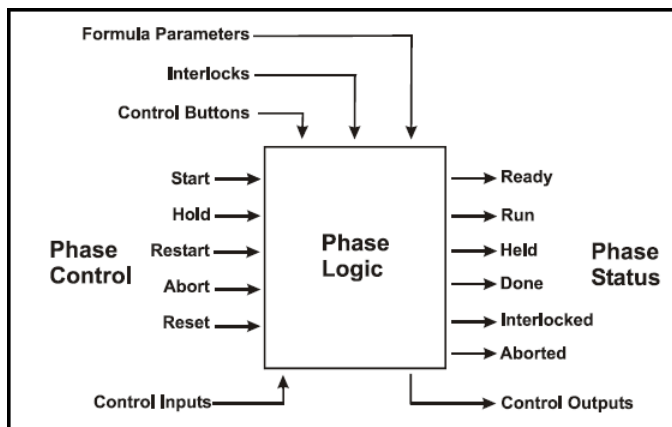 Formula Parameters
Interlocks
Control Buttons
Start
Hold
Restart
Abort
Reset
Phase
Control
Phase
Logic
Ready
Run
Held
Done
Interlocked
Aborted
Phase
Status
Control Inputs
Control Outputs